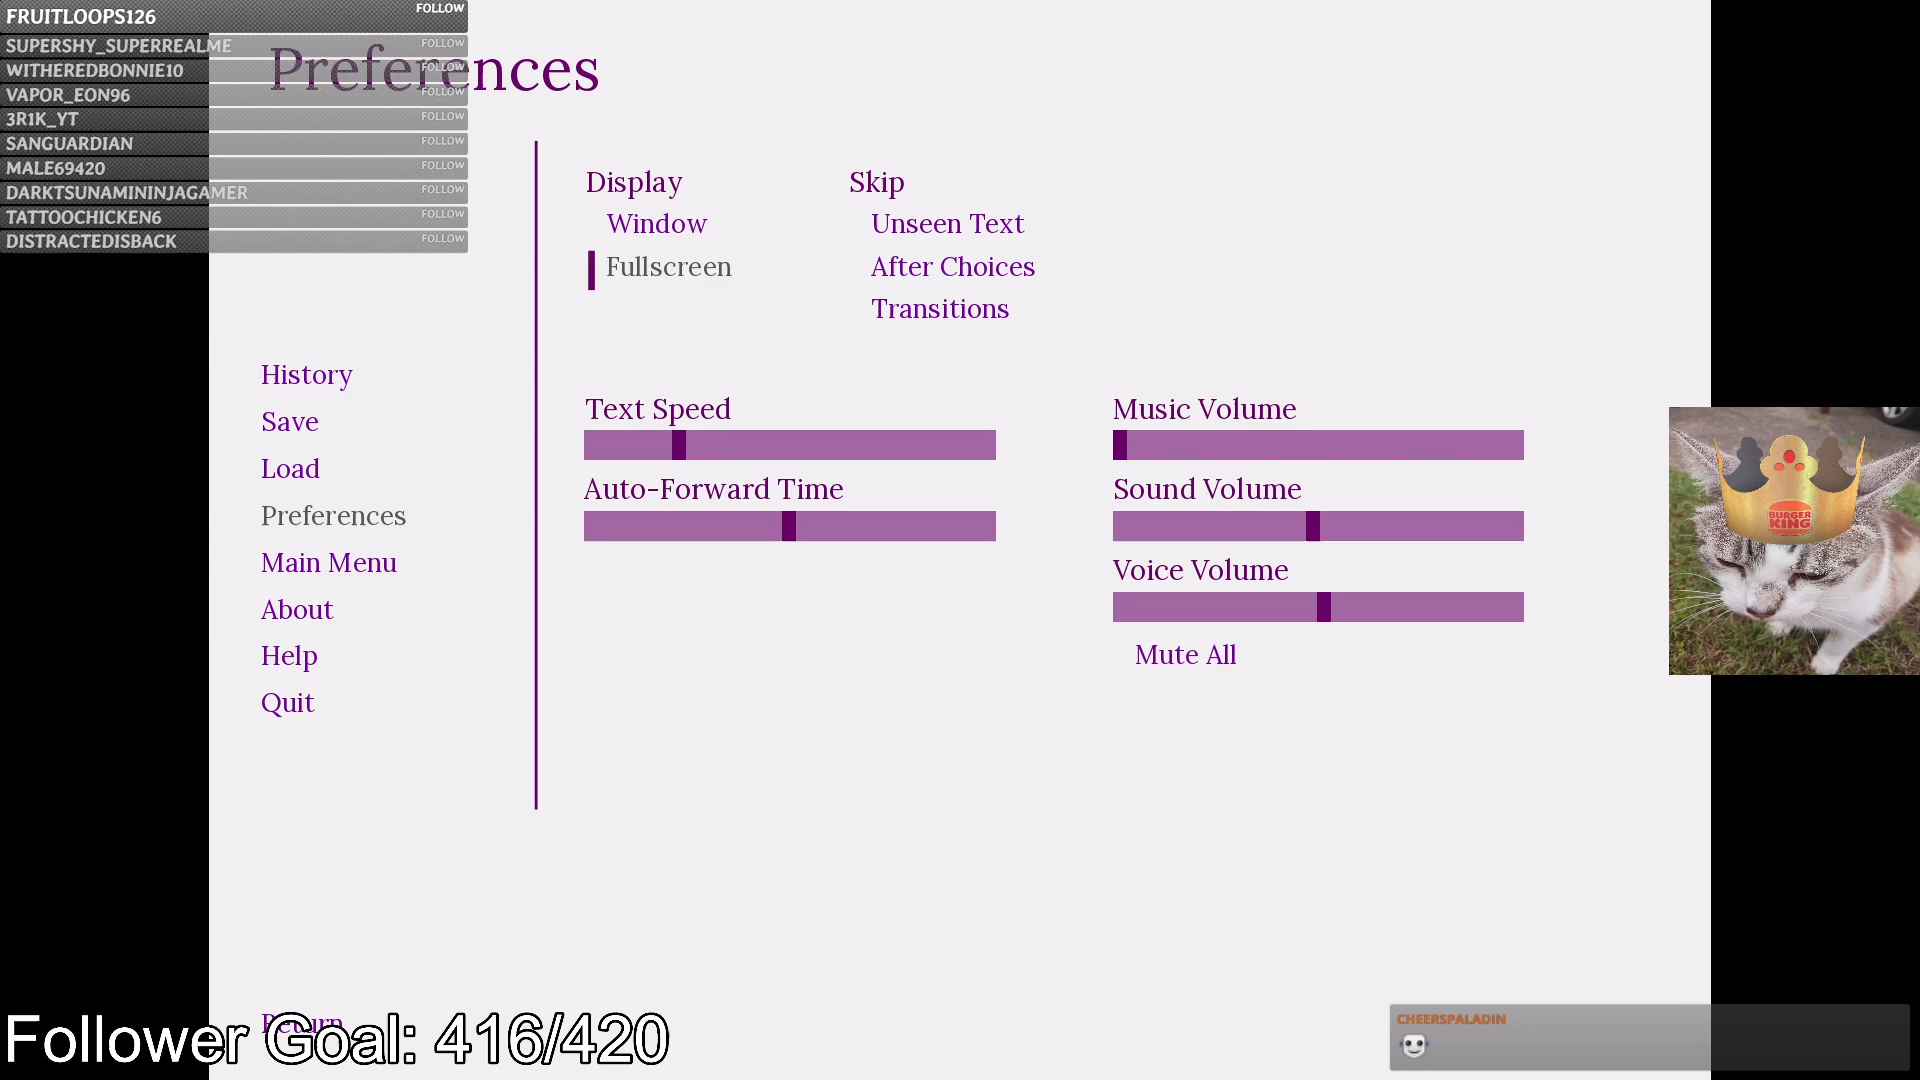 FRUITLOOPS126 FOLLOW
SUPERSHY_SUPERREALME FOLLOW
WITHEREDBONNIE10 FOLLOW
VAPOR_EON96 FOLLOW
3R1K_YT FOLLOW
SANGUARDIAN FOLLOW
MALE69420 FOLLOW
DARKTSUNAMININJAGAMER FOLLOW
TATTOOCHICKEN6 FOLLOW
DISTRACTEDISBACK FOLLOW
Preferences
History
Save
Load
Preferences
Main Menu
About
Help
Quit
Return
Display
Window
Fullscreen
Skip
Unseen Text
After Choices
Transitions
Text Speed
Auto-Forward Time
Music Volume
Sound Volume
Voice Volume
Mute All
BURGER
KING
Follower Goal: 416/420
CHEERSPALADIN